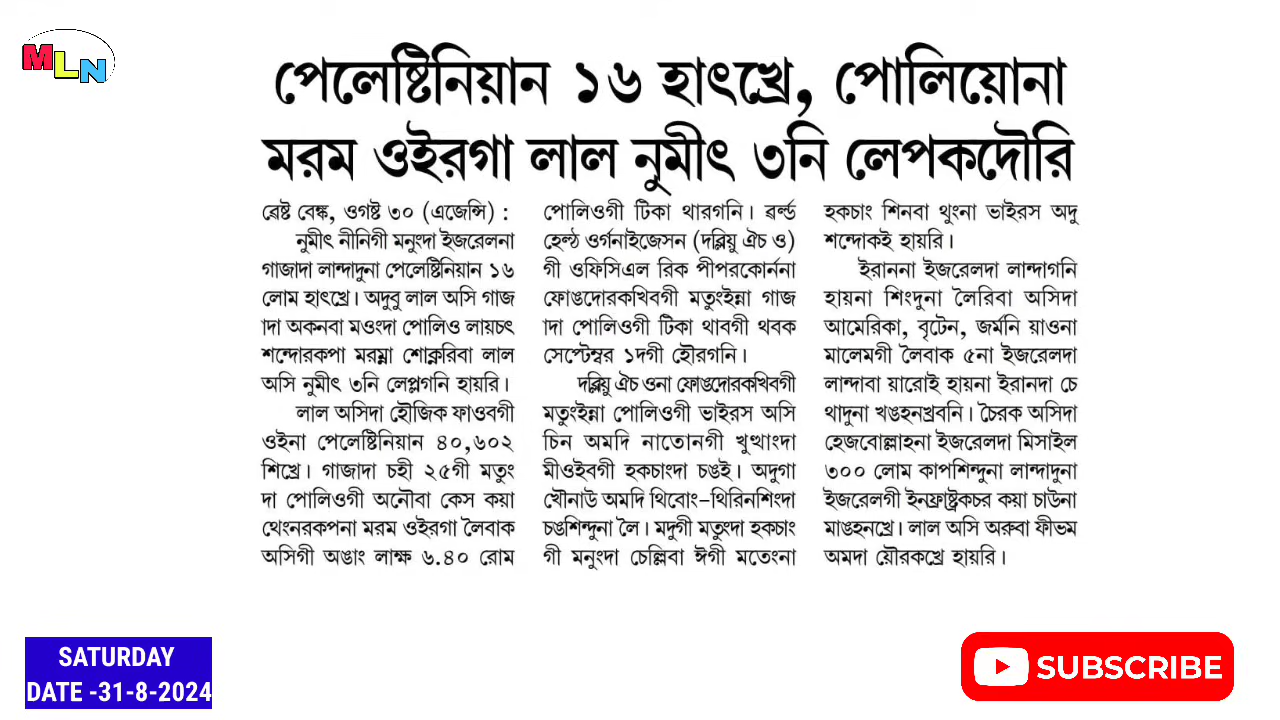 MLN
পেলেষ্টিনিয়ান ১৬ হাৎখ্রে, পোলিয়োনা
মরম ওইরগা লাল নুমীৎ ৩নি লেপকদৌরি
ৱেষ্ট বেঙ্ক, ওগষ্ট ৩০ (এজেন্সি) :
নুমীৎ নীনিগী মনুংদা ইজরেলনা
গাজাদা লান্দাদুনা পেলেষ্টিনিয়ান ১৬
লোম হাৎখ্রে। অদুবু লাল অসি গাজ
াদা অকনবা মওংদা পোলিও লায়চৎ
শন্দোরকপা মরম্না শোক্লরিবা লাল
অসি নুমীৎ ৩নি লেপ্লগনি হায়রি।
লাল অসিদা হৌজিক ফাওবগী
ওইনা পেলেষ্টিনিয়ান ৪০,৬০২
শিখ্রে। গাজাদা চহী ২৫গী মতুং
দা পোলিওগী অনৌবা কেস কয়া
থেংনরকপনা মরম ওইরগা লৈবাক
অসিগী অঙাং লাক্ষ ৬.৪০ রোম
পোলিওগী টিকা থারগনি। ৱর্ল্ড
হেল্থ ওর্গনাইজেসন (দব্লিয়ু ঐচ ও)
গী ওফিসিএল রিক পীপরকোর্ননা
ফোঙদোরকখিবগী মতুংইন্না গাজ
াদা পোলিওগী টিকা থাবগী থবক
সেপ্টেম্বর ১দগী হৌরগনি।
দব্লিয়ু ঐচ ওনা ফোঙদোরকখিবগী
মতুংইন্না পোলিওগী ভাইরস অসি
চিন অমদি নাতোনগী খুত্থাংদা
মীওইবগী হকচাংদা চঙই। অদুগা
খৌনাউ অমদি থিবোং-থিরিনশিংদা
চঙশিন্দুনা লৈ। মদুগী মতুংদা হকচাং
গী মনুংদা চেল্লিবা ঈগী মতেংনা
হকচাং শিনবা থুংনা ভাইরস অদু
শন্দোকই হায়রি।
ইরাননা ইজরেলদা লান্দাগনি
হায়না শিংদুনা লৈরিবা অসিদা
আমেরিকা, বৃটেন, জর্মনি য়াওনা
মালেমগী লৈবাক ৫না ইজরেলদা
লান্দাবা য়ারোই হায়না ইরানদা চে
থাদুনা খঙহনখ্রবনি। চৈরক অসিদা
হেজবোল্লাহনা ইজরেলদা মিসাইল
৩০০ লোম কাপশিন্দুনা লান্দাদুনা
ইজরেলগী ইনফ্রাষ্ট্রকচর কয়া চাউনা
মাঙহনখ্রে। লাল অসি অরুবা ফীভম
অমদা য়ৌরকখ্রে হায়রি।
SATURDAY
DATE -31-8-2024
SUBSCRIBE